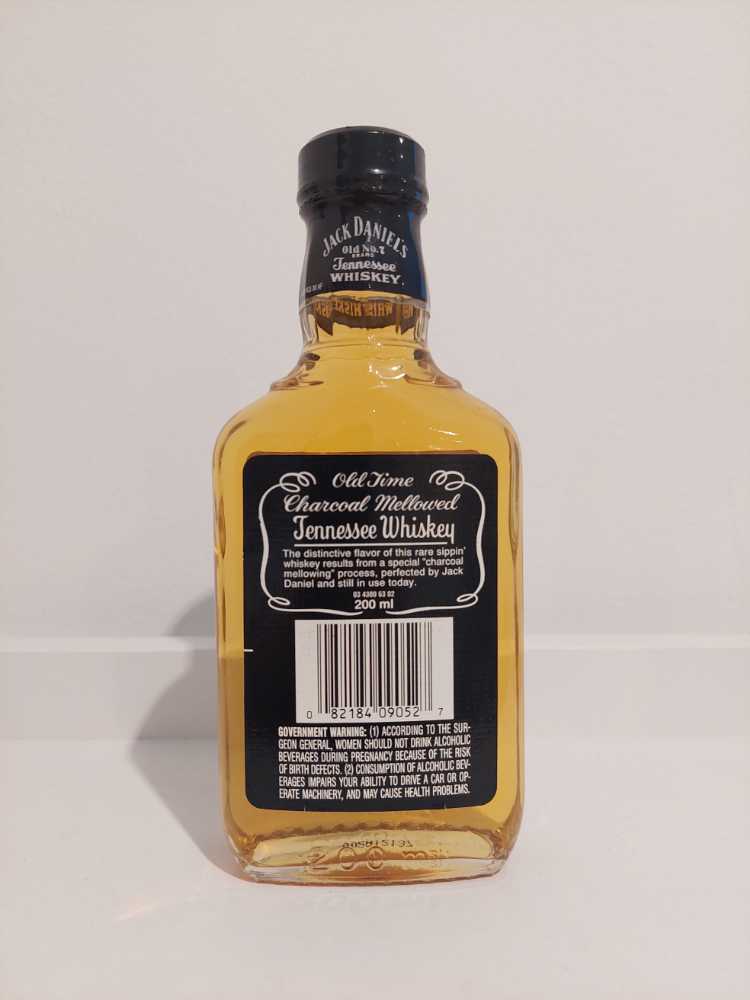 JACK DANIEL'S
Old No.7
BRAND
Tennessee
WHISKEY
Old Time
Charcoal Mellowed
Tennessee Whiskey
The distinctive flavor of this rare sippin'
whiskey results from a special "charcoal
mellowing" process, perfected by Jack
Daniel and still in use today.
03 4300 63 02
200 ml
0 82184 09052 7
GOVERNMENT WARNING: (1) ACCORDING TO THE SUR-
GEON GENERAL, WOMEN SHOULD NOT DRINK ALCOHOLIC
BEVERAGES DURING PREGNANCY BECAUSE OF THE RISK
OF BIRTH DEFECTS. (2) CONSUMPTION OF ALCOHOLIC BEV-
ERAGES IMPAIRS YOUR ABILITY TO DRIVE A CAR OR OP-
ERATE MACHINERY, AND MAY CAUSE HEALTH PROBLEMS.
200 ml